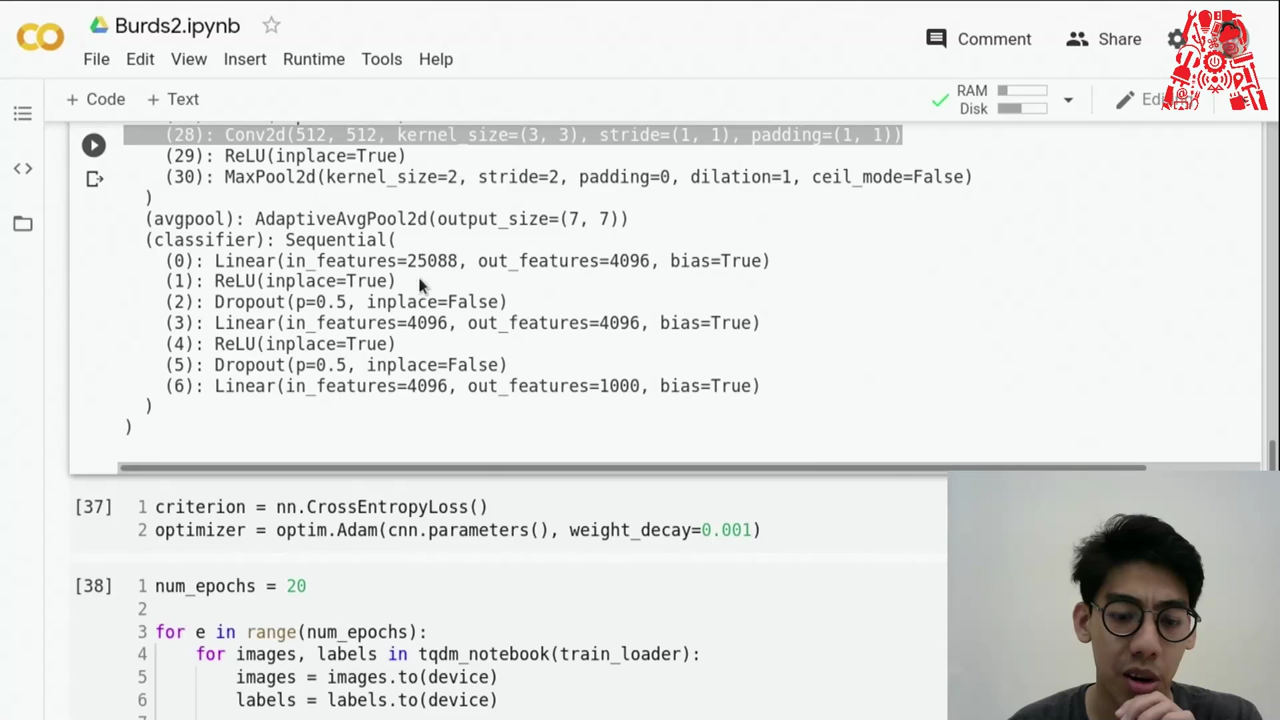 Burds2.ipynb
File Edit View Insert Runtime Tools Help
Comment Share
+ Code + Text
RAM
Disk
(28): Conv2d(512, 512, kernel_size=(3, 3), stride=(1, 1), padding=(1, 1))
(29): ReLU(inplace=True)
(30): MaxPool2d(kernel_size=2, stride=2, padding=0, dilation=1, ceil_mode=False)
)
(avgpool): AdaptiveAvgPool2d(output_size=(7, 7))
(classifier): Sequential(
(0): Linear(in_features=25088, out_features=4096, bias=True)
(1): ReLU(inplace=True)
(2): Dropout(p=0.5, inplace=False)
(3): Linear(in_features=4096, out_features=4096, bias=True)
(4): ReLU(inplace=True)
(5): Dropout(p=0.5, inplace=False)
(6): Linear(in_features=4096, out_features=1000, bias=True)
)
)
[37] 1 criterion = nn.CrossEntropyLoss()
2 optimizer = optim.Adam(cnn.parameters(), weight_decay=0.001)
[38] 1 num_epochs = 20
2
3 for e in range(num_epochs):
4 for images, labels in tqdm_notebook(train_loader):
5 images = images.to(device)
6 labels = labels.to(device)